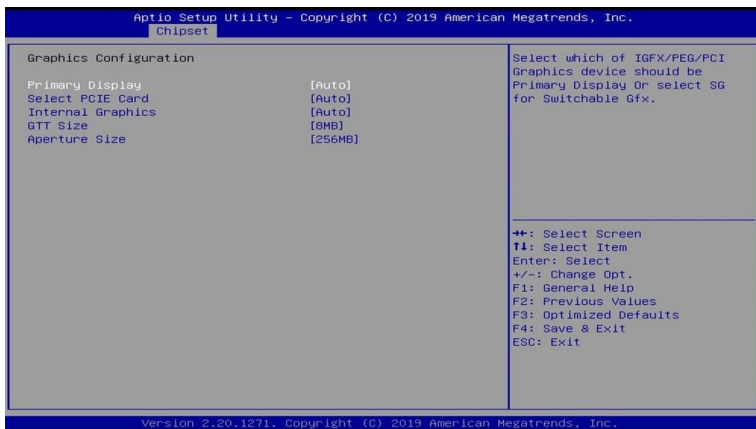 Aptio Setup Utility – Copyright (C) 2019 American Megatrends, Inc.
Chipset
Graphics Configuration
Primary Display [Auto]
Select PCIE Card [Auto]
Internal Graphics [Auto]
GTT Size [8MB]
Aperture Size [256MB]
Select which of IGFX/PEG/PCI
Graphics device should be
Primary Display Or select SG
for Switchable Gfx.
→←: Select Screen
↑↓: Select Item
Enter: Select
+/-: Change Opt.
F1: General Help
F2: Previous Values
F3: Optimized Defaults
F4: Save & Exit
ESC: Exit
Version 2.20.1271. Copyright (C) 2019 American Megatrends, Inc.